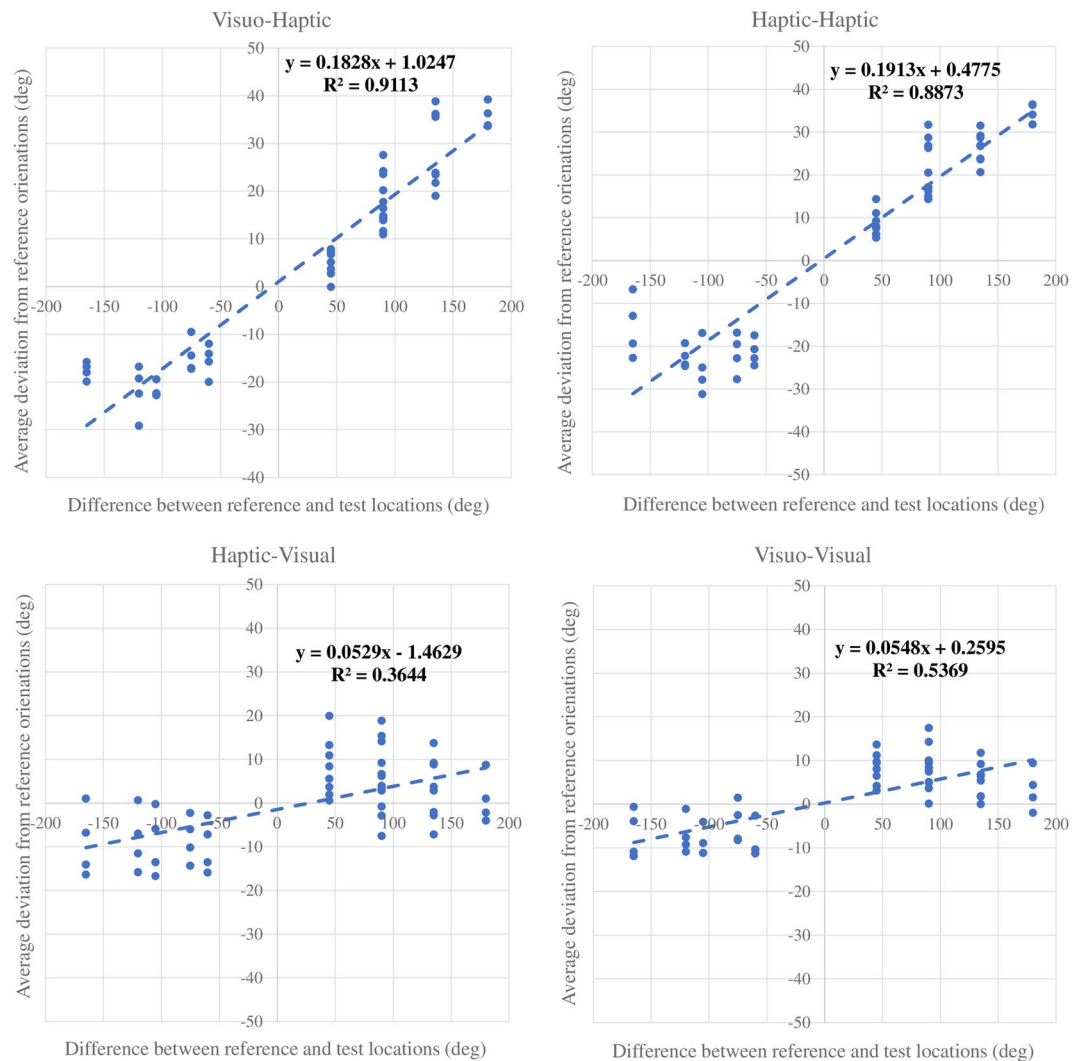 Visuo-Haptic
Average deviation from reference orienations (deg)
50
40
30
20
10
0
-10
-20
-30
-40
-200 -150 -100 -50 0 50 100 150 200
y = 0.1828x + 1.0247
R² = 0.9113
Difference between reference and test locations (deg)
Haptic-Haptic
Average deviation from reference orienations (deg)
50
40
30
20
10
0
-10
-20
-30
-40
-50
-200 -150 -100 -50 0 50 100 150 200
y = 0.1913x + 0.4775
R² = 0.8873
Difference between reference and test locations (deg)
Haptic-Visual
Average deviation from reference orienations (deg)
50
40
30
20
10
0
-10
-20
-30
-40
-50
-200 -150 -100 -50 0 50 100 150 200
y = 0.0529x - 1.4629
R² = 0.3644
Difference between reference and test locations (deg)
Visuo-Visual
Average deviation from reference orienations (deg)
50
40
30
20
10
0
-10
-20
-30
-40
-50
-200 -150 -100 -50 0 50 100 150 200
y = 0.0548x + 0.2595
R² = 0.5369
Difference between reference and test locations (deg)